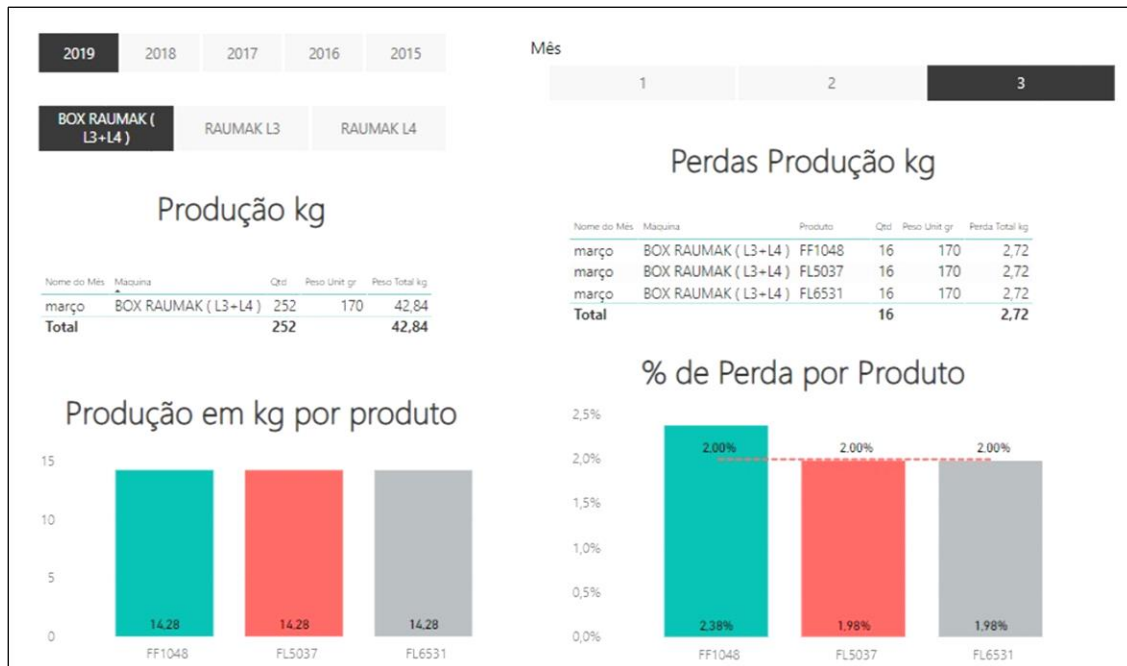 2019 2018 2017 2016 2015
BOX RAUMAK (
L3+L4 )
RAUMAK L3 RAUMAK L4
Produção kg
Nome do Mês Maquina Qtd Peso Unit gr Peso Total kg
março BOX RAUMAK ( L3+L4 ) 252 170 42,84
Total 252 42,84
Produção em kg por produto
15
10
5
0
14,28 14,28 14,28
FF1048 FL5037 FL6531
Mês
1 2 3
Perdas Produção kg
Nome do Mês Maquina Produto Qtd Peso Unit gr Perda Total kg
março BOX RAUMAK ( L3+L4 ) FF1048 16 170 2,72
março BOX RAUMAK ( L3+L4 ) FL5037 16 170 2,72
março BOX RAUMAK ( L3+L4 ) FL6531 16 170 2,72
Total 16 2,72
% de Perda por Produto
2,5%
2,0%
1,5%
1,0%
0,5%
0,0%
2.00% 2.00% 2.00%
2,38% 1,98% 1,98%
FF1048 FL5037 FL6531